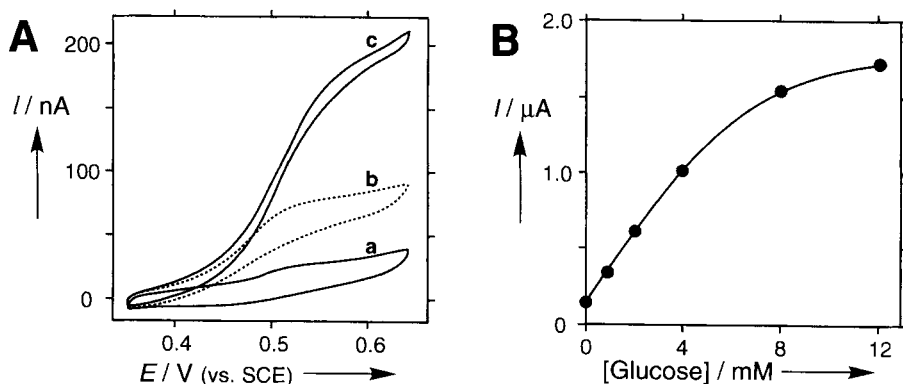 A
200
I / nA
100
0
c
b
a
0.4 0.5 0.6
E / V (vs. SCE)
B
2.0
I / μA
1.0
0
0 4 8 12
[Glucose] / mM